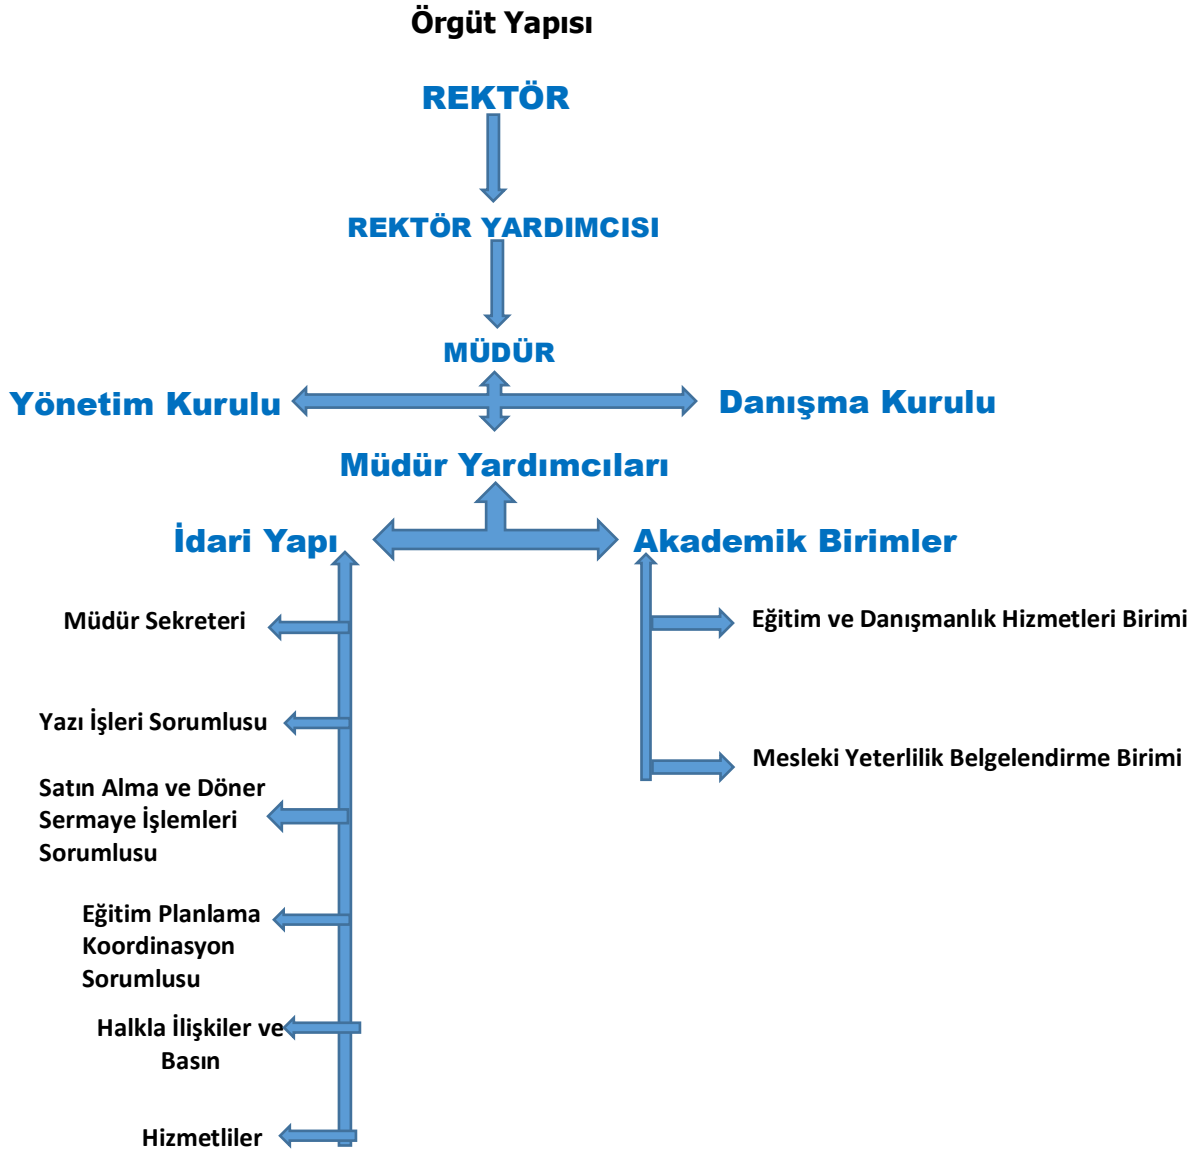 Örgüt Yapısı
REKTÖR
REKTÖR YARDIMCISI
MÜDÜR
Yönetim Kurulu
Danışma Kurulu
Müdür Yardımcıları
İdari Yapı
Akademik Birimler
Müdür Sekreteri
Eğitim ve Danışmanlık Hizmetleri Birimi
Yazı İşleri Sorumlusu
Mesleki Yeterlilik Belgelendirme Birimi
Satın Alma ve Döner
Sermaye İşlemleri
Sorumlusu
Eğitim Planlama
Koordinasyon
Sorumlusu
Halkla İlişkiler ve
Basın
Hizmetliler